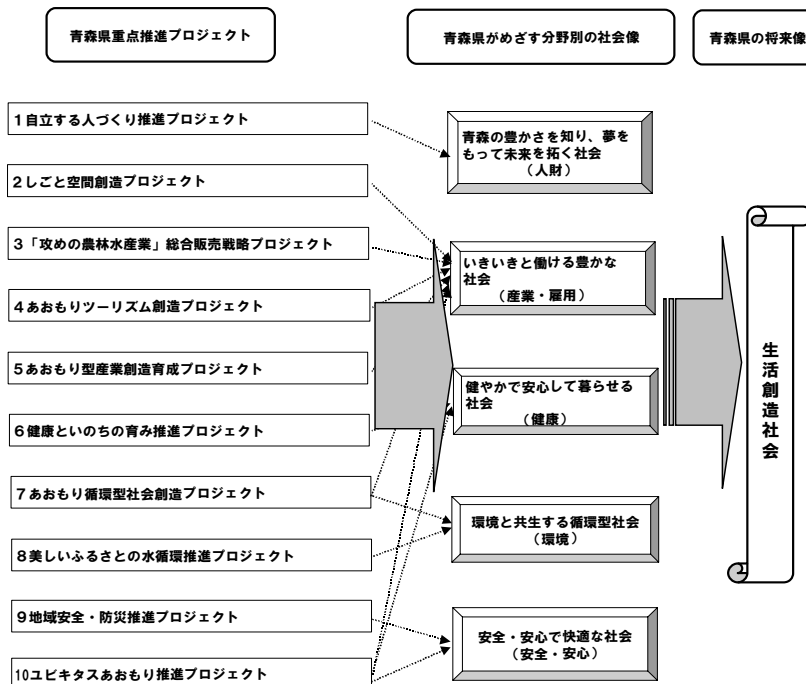 青森県重点推進プロジェクト
青森県がめざす分野別の社会像
青森県の将来像
1自立する人づくり推進プロジェクト
2しごと空間創造プロジェクト
3「攻めの農林水産業」総合販売戦略プロジェクト
4あおもりツーリズム創造プロジェクト
5あおもり型産業創造育成プロジェクト
6健康といのちの育み推進プロジェクト
7あおもり循環型社会創造プロジェクト
8美しいふるさとの水循環推進プロジェクト
9地域安全・防災推進プロジェクト
10ユビキタスあおもり推進プロジェクト
青森の豊かさを知り、夢を
もって未来を拓く社会
(人財)
いきいきと働ける豊かな
社会
(産業・雇用)
健やかで安心して暮らせる
社会
(健康)
環境と共生する循環型社会
(環境)
安全・安心で快適な社会
(安全・安心)
生活創造社会